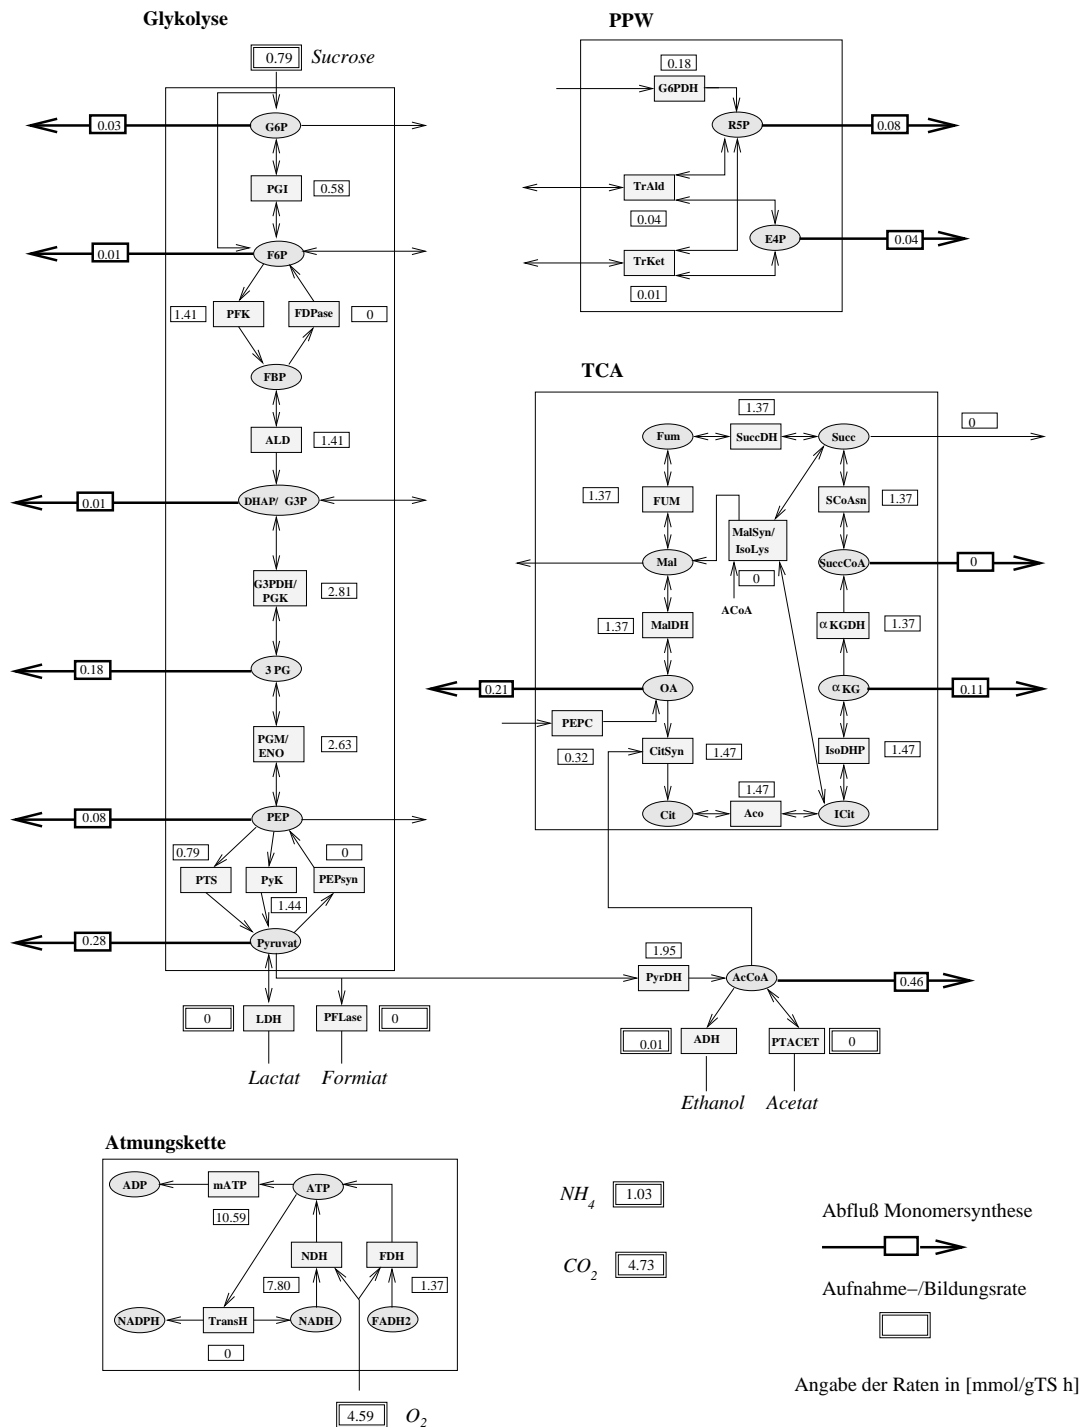 Glykolyse
0.79 Sucrose
0.03 G6P
PGI 0.58
0.01 F6P
1.41 PFK FDPase 0
FBP
ALD 1.41
0.01 DHAP/ G3P
G3PDH/
PGK 2.81
0.18 3 PG
PGM/
ENO 2.63
0.08 PEP
0.79 0
PTS PyK PEPsyn
1.44
0.28 Pyruvat
0 LDH PFLase 0
Lactat Formiat
PPW
0.18
G6PDH
R5P 0.08
TrAld
0.04
E4P 0.04
TrKet
0.01
TCA
1.37
Fum SuccDH Succ 0
1.37 FUM SCoAsn 1.37
MalSyn/
IsoLys
Mal SuccCoA 0
0
ACoA
1.37 MalDH αKGDH 1.37
0.21 OA αKG 0.11
PEPC
0.32 CitSyn 1.47 IsoDHP 1.47
1.47
Cit Aco ICit
1.95
PyrDH AcCoA 0.46
0.01 ADH PTACET 0
Ethanol Acetat
Atmungskette
ADP mATP ATP
10.59
NDH FDH
7.80 1.37
NADPH TransH NADH FADH2
0
4.59 O2
NH4 1.03
CO2 4.73
Abfluß Monomersynthese
Aufnahme–/Bildungsrate
Angabe der Raten in [mmol/gTS h]